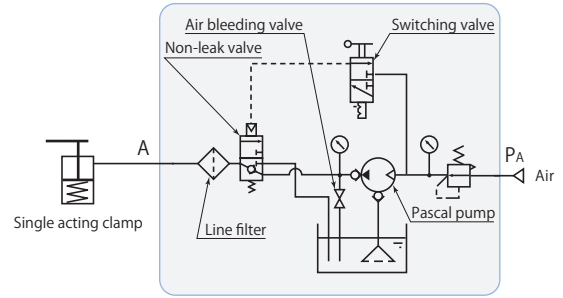 Air bleeding valve
Switching valve
Non-leak valve
A
PA
Air
Single acting clamp
Line filter
Pascal pump